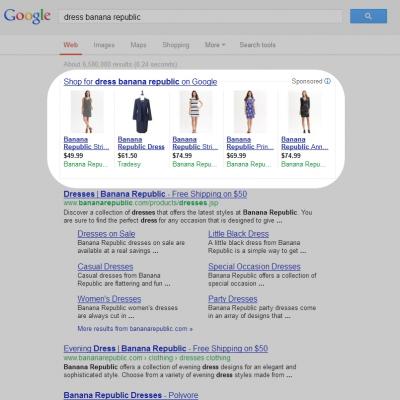 Google
dress banana republic
Web Images Maps Shopping More Search tools
About 6,580,000 results (0.24 seconds)
Shop for dress banana republic on Google
Sponsored
Banana Republic Stri...
$49.99
Banana Repu...
Banana Republic Dress
$61.50
Tradesy
Banana Republic Stri...
$74.99
Banana Repu...
Banana Republic Prin...
$69.99
Banana Repu...
Banana Republic Ann...
$74.99
Banana Repu...
Dresses | Banana Republic - Free Shipping on $50
www.bananarepublic.com/products/dresses.jsp
Discover a collection of dresses that offers the latest styles at Banana Republic. You
are sure to find the perfect dress for any occasion that is designed to give ...
Dresses on Sale
Banana Republic dresses on sale are
available at a real savings ...
Little Black Dress
A little black dress from Banana
Republic is a simple way to get ...
Casual Dresses
Casual dresses from Banana
Republic are flattering and fun ...
Special Occasion Dresses
Banana Republic offers a collection of
special occasion ...
Women's Dresses
Banana Republic women's dresses
are always cut in ...
Party Dresses
Banana Republic party dresses come
in an array of designs that ...
More results from bananarepublic.com »
Evening Dress | Banana Republic - Free Shipping on $50
www.bananarepublic.com › clothing › dresses clothing
Banana Republic offers a collection of evening dress designs for an elegant and
sophisticated style. Choose from a variety of evening dress styles made from ...
Banana Republic Dresses - Polyvore